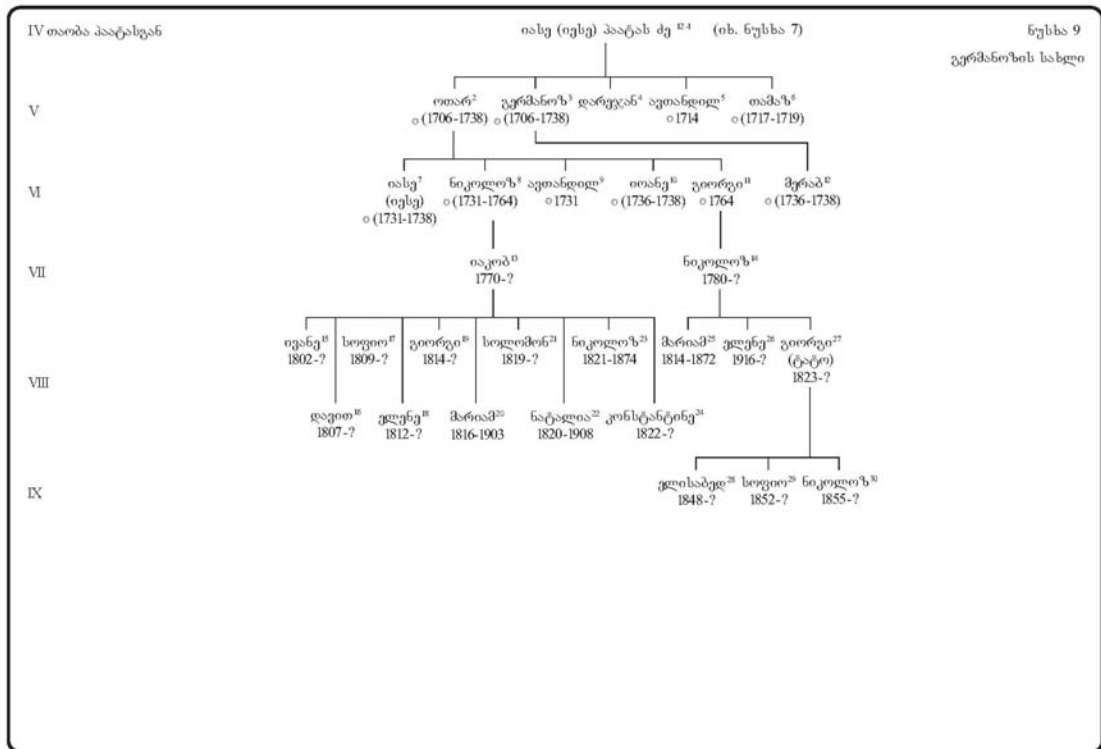 IV თაობა პაატასგან იასე (იესე) პაატას ძე 12-4 (იხ. ნუსხა 7) ნუსხა 9
გერმანოზის სახლი
V ოთარ2 გერმანოზ3 დარეჯან4 ავთანდილ5 თამაზ6
○ (1706-1738) ○ (1706-1738) ○ 1714 ○ (1717-1719)
VI იასე7 ნიკოლოზ8 ავთანდილ9 იოანე10 გიორგი11 მერაბ12
(იესე) ○ (1731-1764) ○ 1731 ○ (1736-1738) ○ 1764 ○ (1736-1738)
○ (1731-1738)
VII იაკობ13 ნიკოლოზ14
1770-? 1780-?
ივანე15 სოფიო17 გიორგი19 სოლომონ21 ნიკოლოზ23 მარიამ25 ელენე26 გიორგი27
1802-? 1809-? 1814-? 1819-? 1821-1874 1814-1872 1916-? (ტატო)
VIII 1823-?
დავით16 ელენე18 მარიამ20 ნატალია22 კონსტანტინე24
1807-? 1812-? 1816-1903 1820-1908 1822-?
IX ელისაბედ28 სოფიო29 ნიკოლოზ30
1848-? 1852-? 1855-?